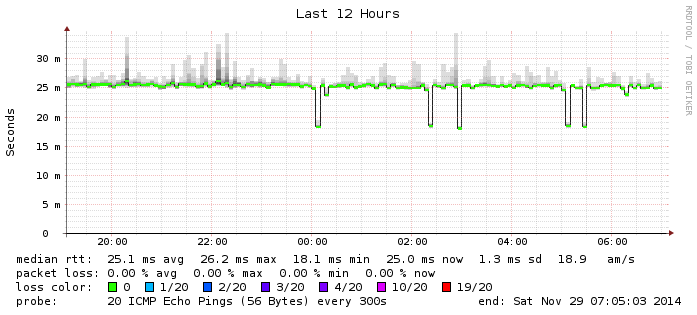 Last 12 Hours
RRDTOOL / TOBI OETIKER
Seconds
30 m
25 m
20 m
15 m
10 m
5 m
0
20:00 22:00 00:00 02:00 04:00 06:00
median rtt: 25.1 ms avg 26.2 ms max 18.1 ms min 25.0 ms now 1.3 ms sd 18.9 am/s
packet loss: 0.00 % avg 0.00 % max 0.00 % min 0.00 % now
loss color: 0 1/20 2/20 3/20 4/20 10/20 19/20
probe: 20 ICMP Echo Pings (56 Bytes) every 300s end: Sat Nov 29 07:05:03 2014